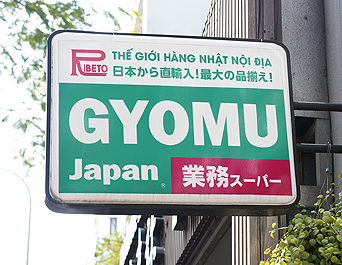 RIBETO
THẾ GIỚI HÀNG NHẬT NỘI ĐỊA
日本から直輸入!最大の品揃え!
GYOMU
Japan ® 業務スーパー